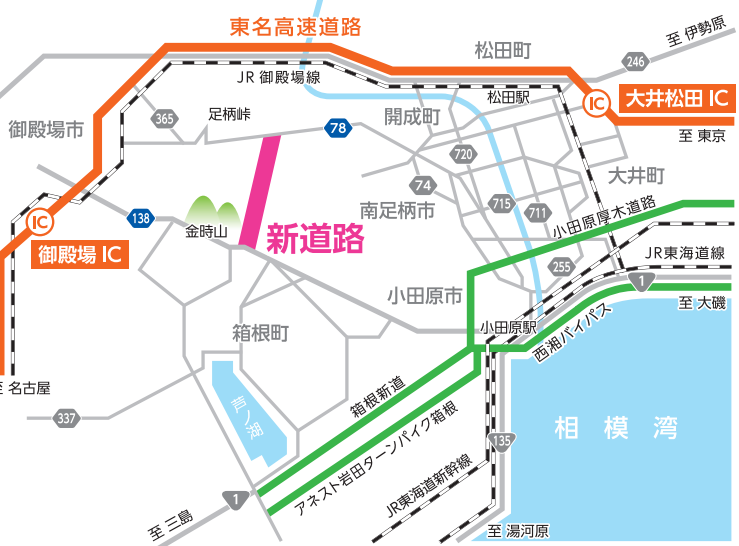 東名高速道路
松田町
至 伊勢原
246
JR 御殿場線
松田駅
IC
大井松田 IC
足柄峠
365
開成町
御殿場市
78
至 東京
720
大井町
74
715
711
南足柄市
小田原厚木道路
138
金時山
IC
御殿場 IC
新道路
255
JR東海道線
1
小田原市
至 大磯
小田原駅
西湘バイパス
箱根町
至 名古屋
箱根新道
芦ノ湖
337
アネスト岩田ターンパイク箱根
相模湾
135
JR東海道新幹線
1
至 三島
至 湯河原